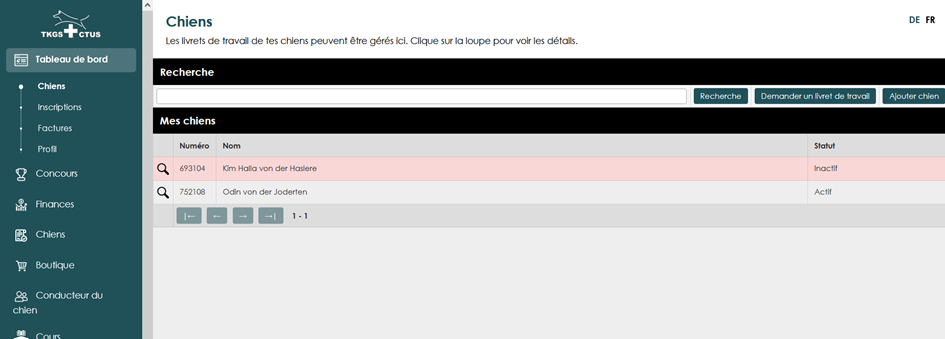 TKGS CTUS
Tableau de bord
Chiens
Inscriptions
Factures
Profil
Concours
Finances
Chiens
Boutique
Conducteur du
chien
Cours
Chiens
DE FR
Les livrets de travail de tes chiens peuvent être gérés ici. Clique sur la loupe pour voir les détails.
Recherche
Recherche Demander un livret de travail Ajouter chien
Mes chiens
Numéro Nom Statut
693104 Kim Halla von der Haslere Inactif
752108 Odin von der Joderten Actif
|← ← → →| 1 - 1